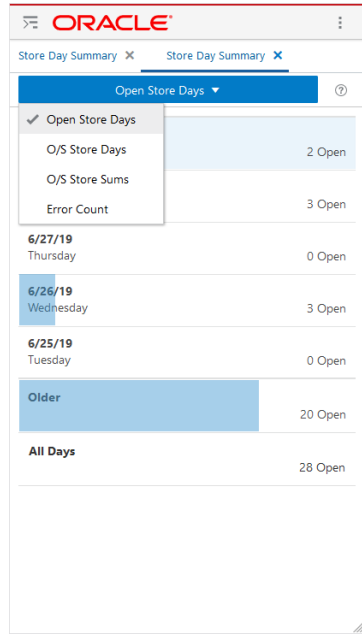 ORACLE
Store Day Summary
Store Day Summary
Open Store Days
Open Store Days
O/S Store Days
O/S Store Sums
Error Count
2 Open
3 Open
6/27/19
Thursday
0 Open
6/26/19
Wednesday
3 Open
6/25/19
Tuesday
0 Open
Older
20 Open
All Days
28 Open